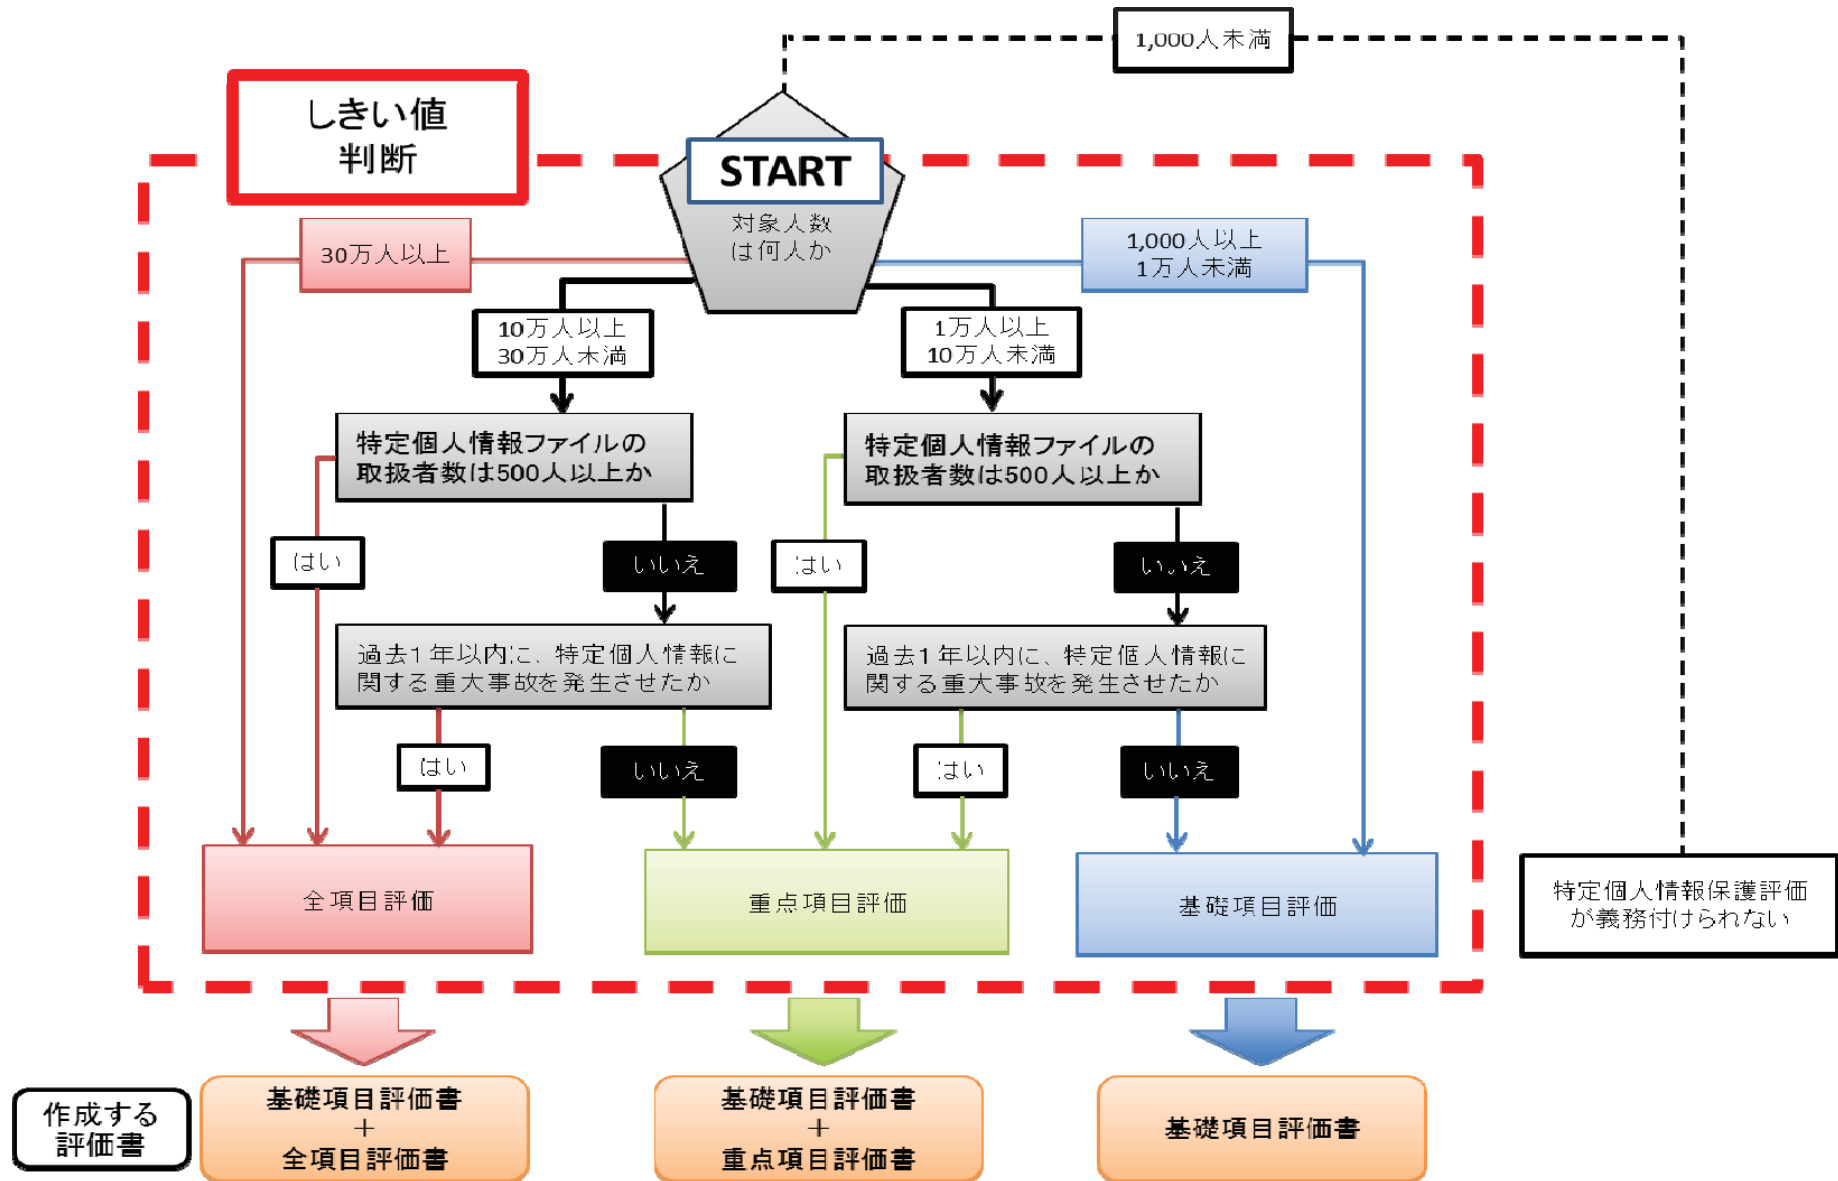 1,000人未満
しきい値
判断
START
対象人数
は何人か
30万人以上
1,000人以上
1万人未満
10万人以上
30万人未満
1万人以上
10万人未満
特定個人情報ファイルの
取扱者数は500人以上か
特定個人情報ファイルの
取扱者数は500人以上か
はい
いいえ
はい
いいえ
過去1年以内に、特定個人情報に
関する重大事故を発生させたか
過去1年以内に、特定個人情報に
関する重大事故を発生させたか
はい
いいえ
はい
いいえ
全項目評価
重点項目評価
基礎項目評価
特定個人情報保護評価
が義務付けられない
作成する
評価書
基礎項目評価書
+
全項目評価書
基礎項目評価書
+
重点項目評価書
基礎項目評価書